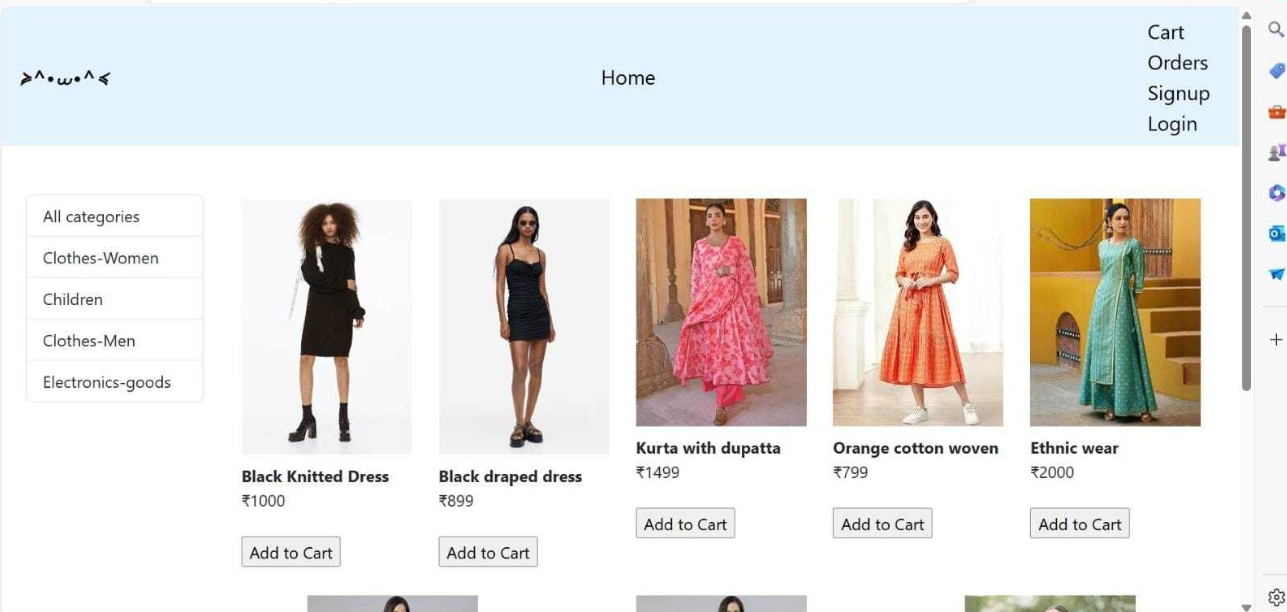 ≽^•⩊•^≼
Home
Cart
Orders
Signup
Login
All categories
Clothes-Women
Children
Clothes-Men
Electronics-goods
Black Knitted Dress
₹1000
Add to Cart
Black draped dress
₹899
Add to Cart
Kurta with dupatta
₹1499
Add to Cart
Orange cotton woven
₹799
Add to Cart
Ethnic wear
₹2000
Add to Cart